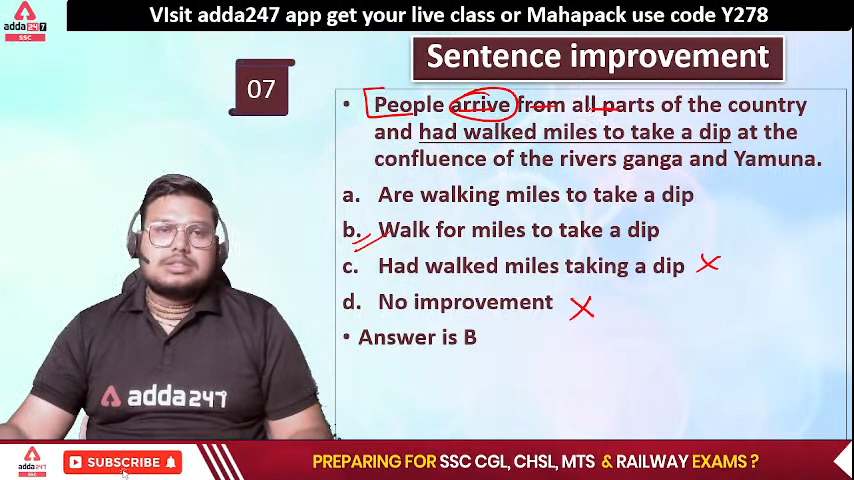 VIsit adda247 app get your live class or Mahapack use code Y278
adda247
SSC
Sentence improvement
07
• People arrive from all parts of the country
and had walked miles to take a dip at the
confluence of the rivers ganga and Yamuna.
a. Are walking miles to take a dip
b. Walk for miles to take a dip
c. Had walked miles taking a dip
d. No improvement
• Answer is B
adda247
adda247
SSC
SUBSCRIBE
PREPARING FOR SSC CGL, CHSL, MTS & RAILWAY EXAMS ?